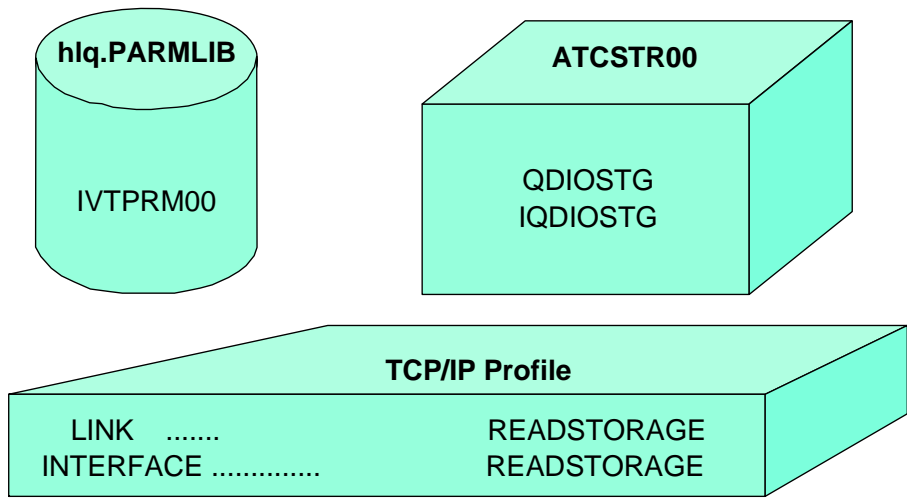 hlq.PARMLIB
IVTPRM00
ATCSTR00
QDIOSTG
IQDIOSTG
TCP/IP Profile
LINK ....... READSTORAGE
INTERFACE .............. READSTORAGE